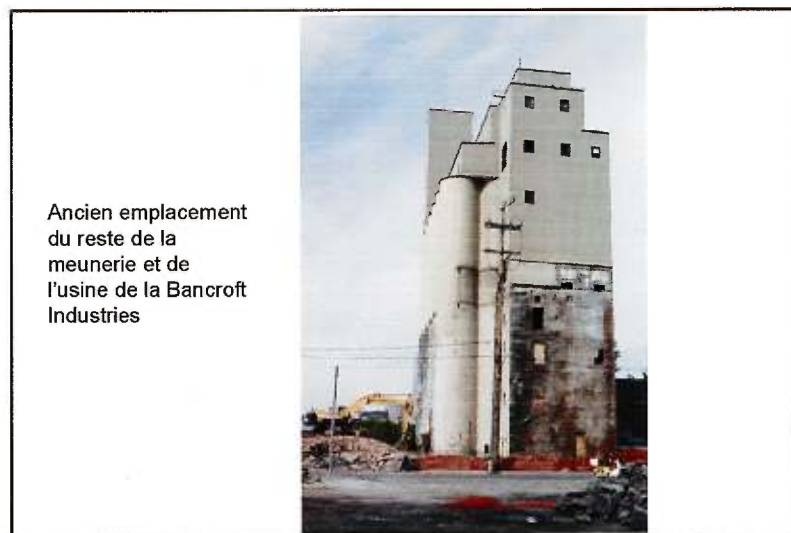 Ancien emplacement
du reste de la
meunerie et de
l'usine de la Bancroft
Industries